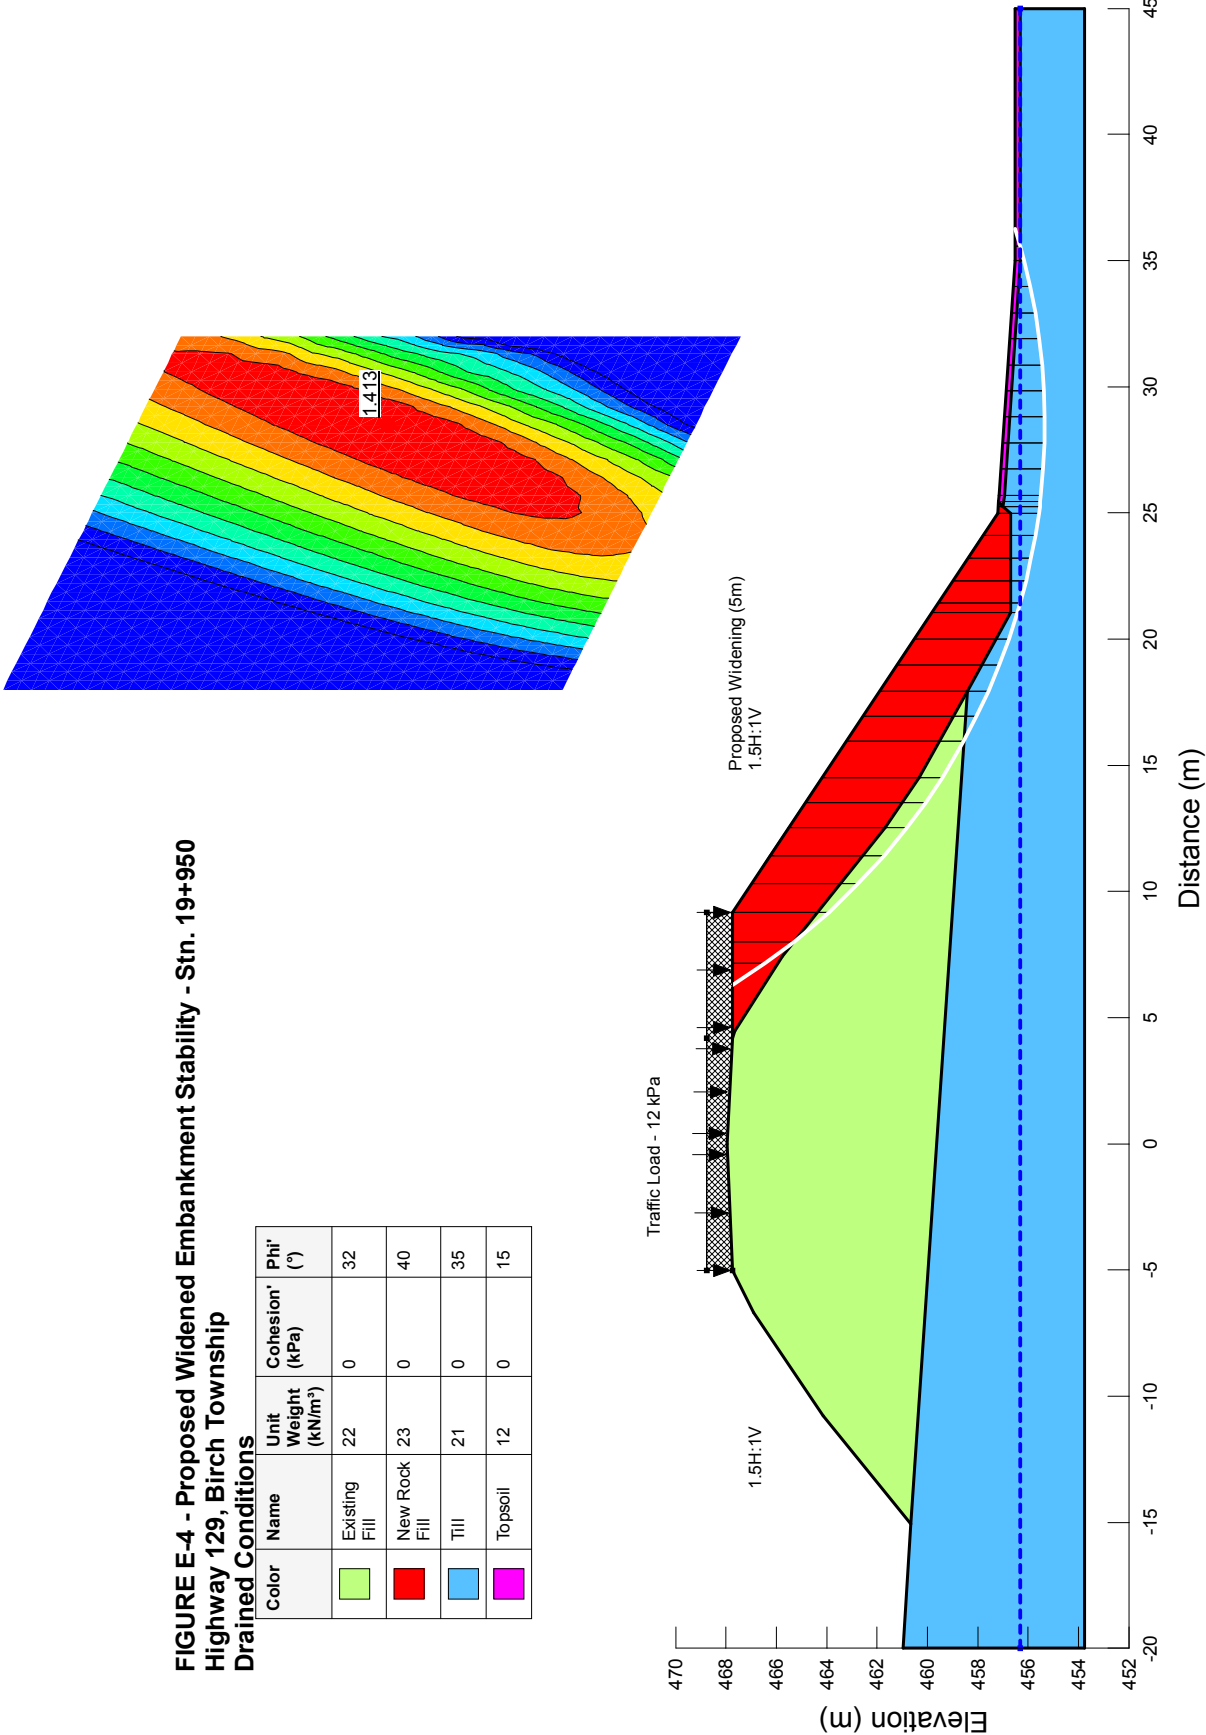 FIGURE E-4 - Proposed Widened Embankment Stability - Stn. 19+950
Highway 129, Birch Township
Drained Conditions
Color Name Unit Weight (kN/m³) Cohesion' (kPa) Phi' (°)
Existing Fill 22 0 32
New Rock Fill 23 0 40
Till 21 0 35
Topsoil 12 0 15
1.413
Traffic Load - 12 kPa
Proposed Widening (5m)
1.5H:1V
1.5H:1V
Elevation (m)
470
468
466
464
462
460
458
456
454
452
-20 -15 -10 -5 0 5 10 15 20 25 30 35 40 45
Distance (m)